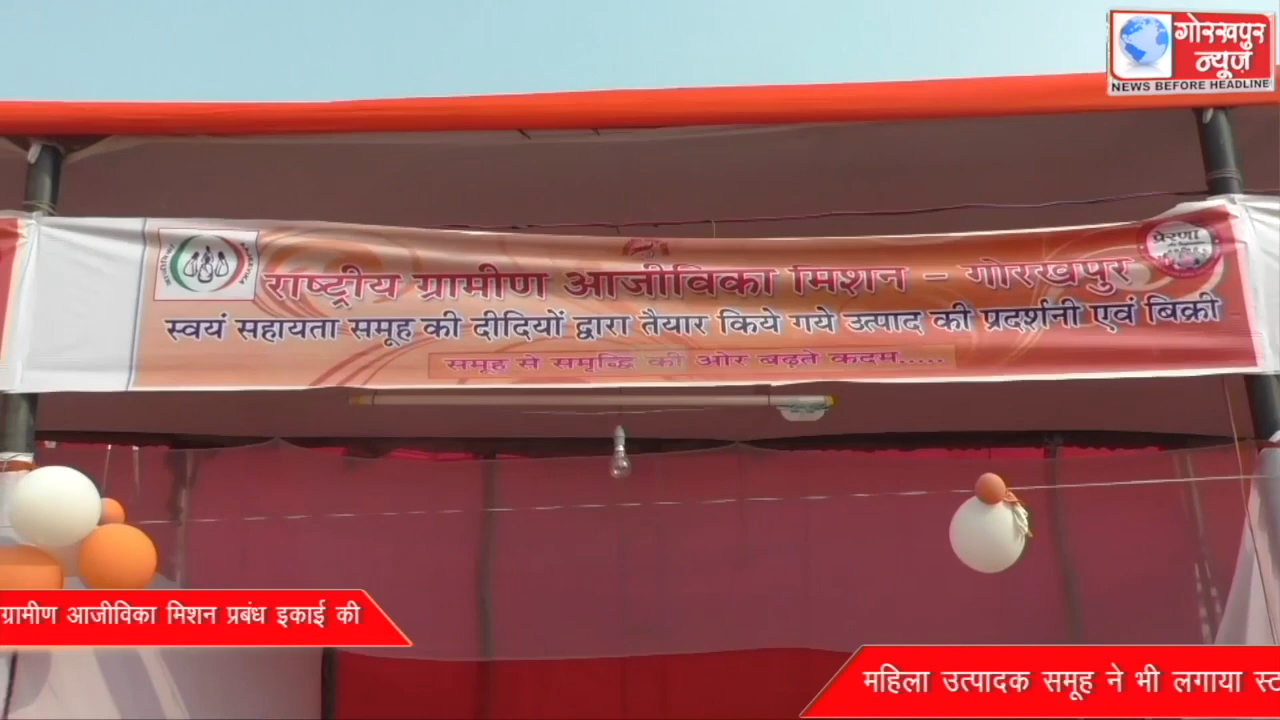 गोरखपुर
न्यूज़
NEWS BEFORE HEADLINE
राष्ट्रीय ग्रामीण आजीविका मिशन - गोरखपुर
प्रेरणा
स्वयं सहायता समूह की दीदियों द्वारा तैयार किये गये उत्पाद की प्रदर्शनी एवं बिक्री
समूह से समृद्धि की ओर बढ़ते कदम.....
ग्रामीण आजीविका मिशन प्रबंध इकाई की
महिला उत्पादक समूह ने भी लगाया